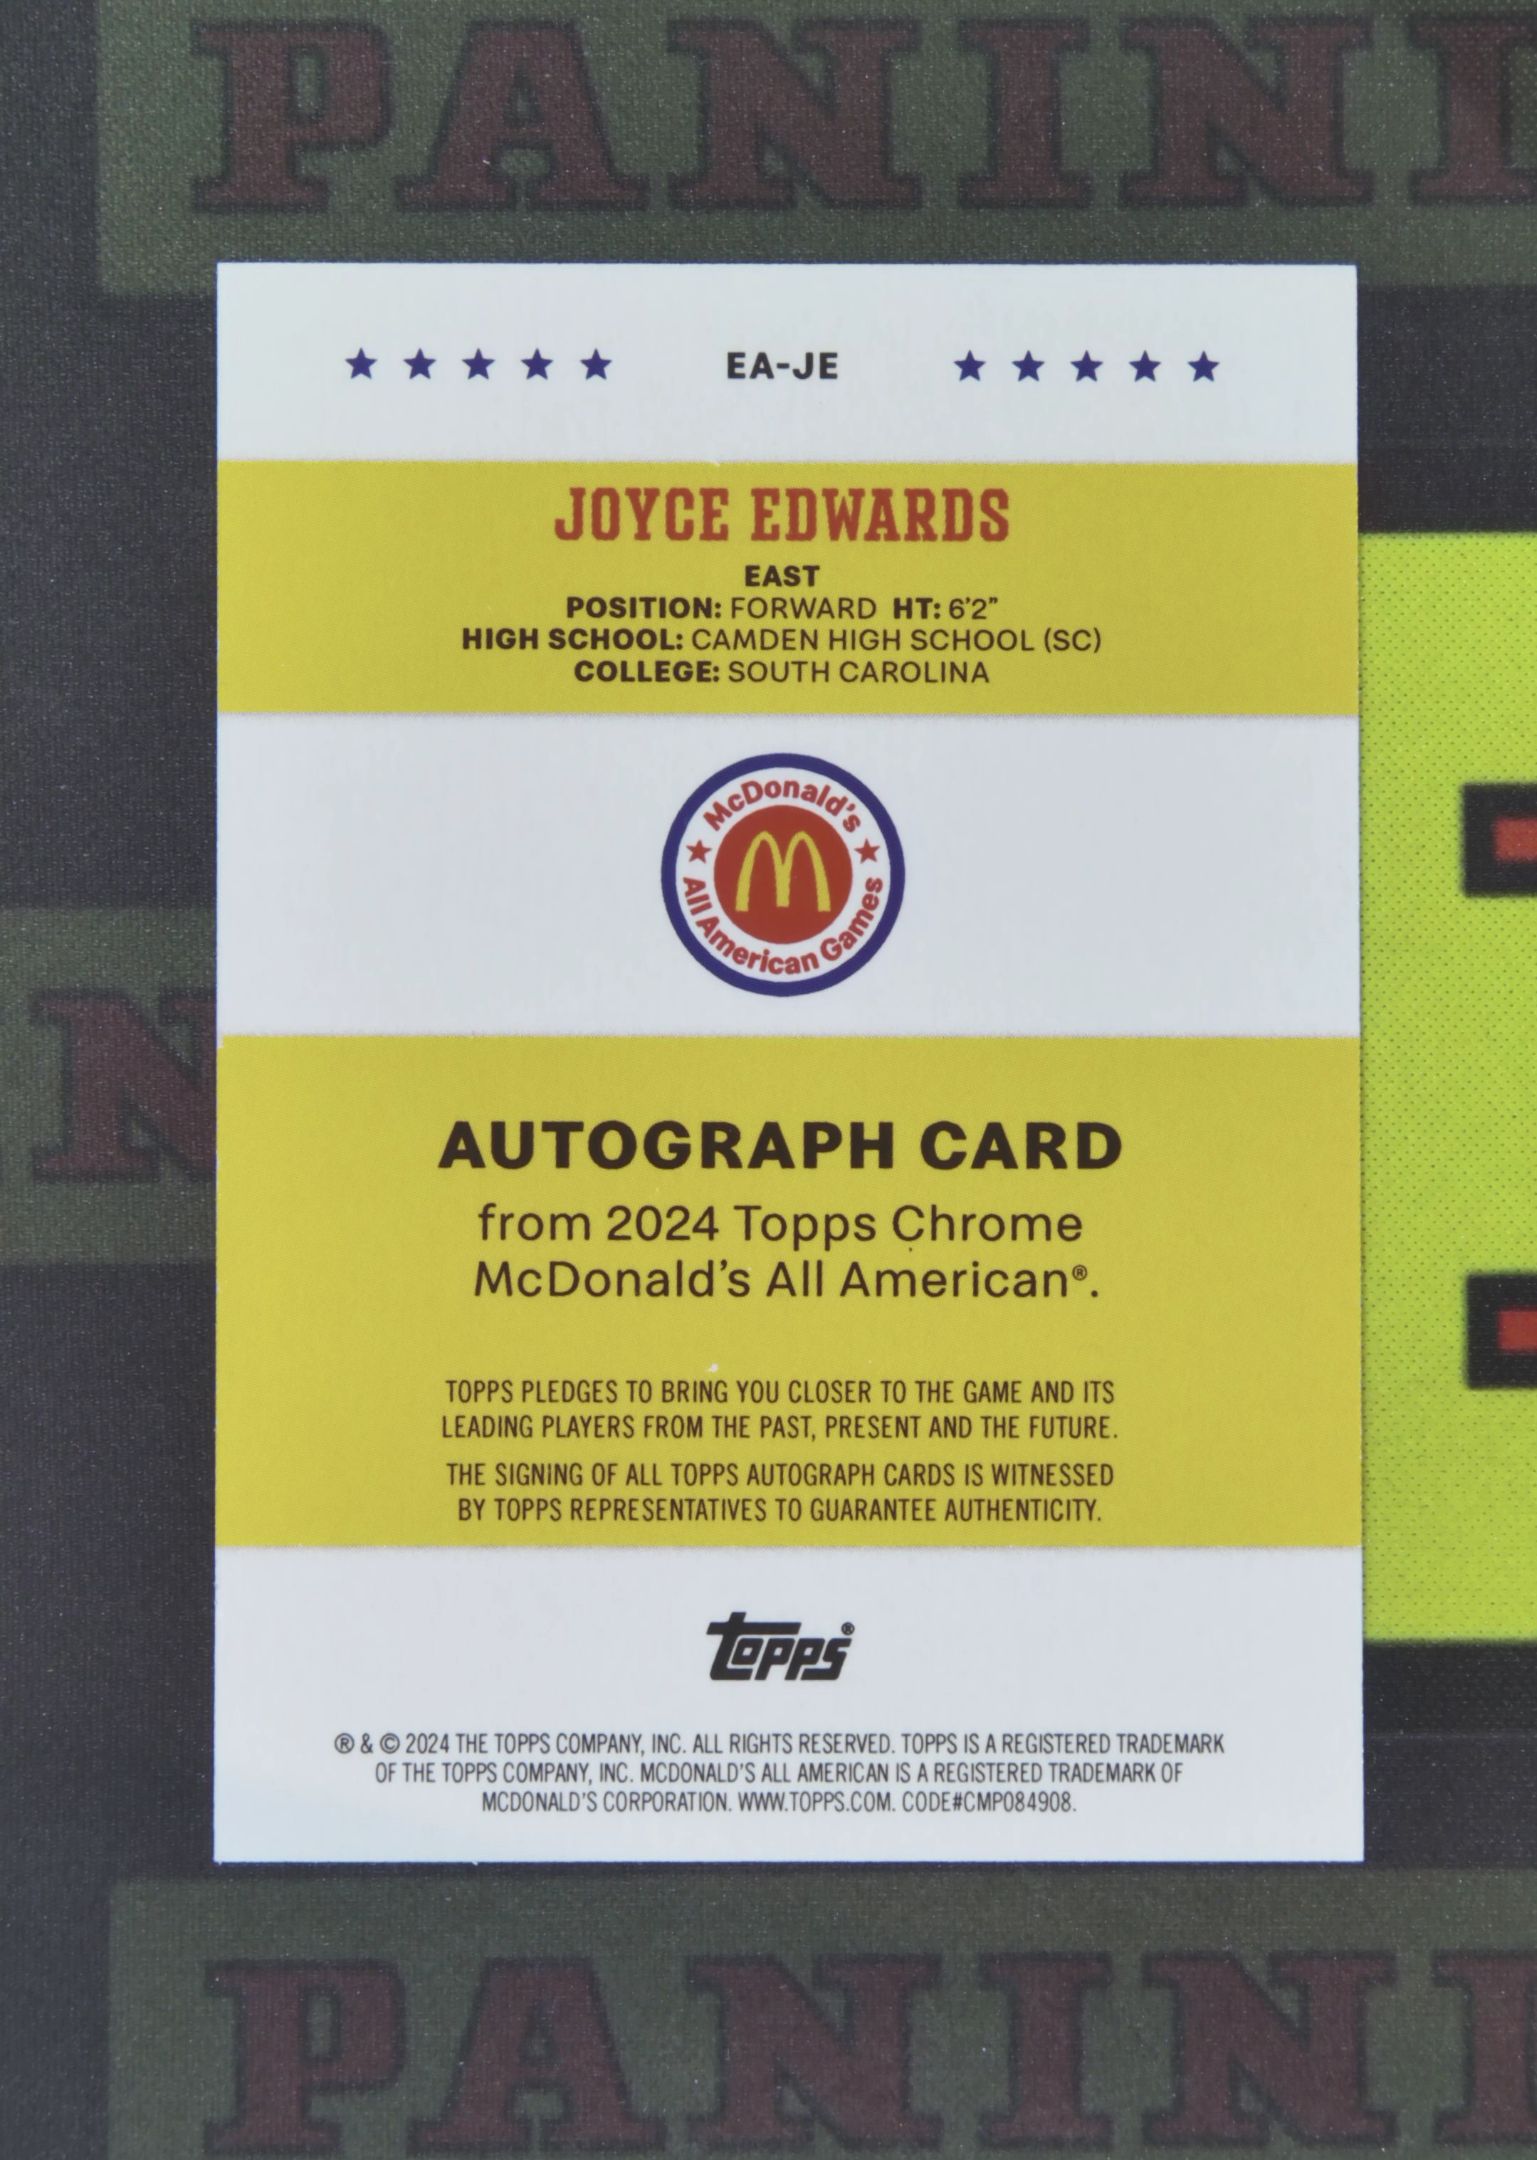 PANINI
EA-JE
JOYCE EDWARDS
EAST
POSITION: FORWARD HT: 6'2"
HIGH SCHOOL: CAMDEN HIGH SCHOOL (SC)
COLLEGE: SOUTH CAROLINA
McDonald's
M
All American Games
AUTOGRAPH CARD
from 2024 Topps Chrome
McDonald's All American®.
TOPPS PLEDGES TO BRING YOU CLOSER TO THE GAME AND ITS
LEADING PLAYERS FROM THE PAST, PRESENT AND THE FUTURE.
THE SIGNING OF ALL TOPPS AUTOGRAPH CARDS IS WITNESSED
BY TOPPS REPRESENTATIVES TO GUARANTEE AUTHENTICITY.
topps®
® & © 2024 THE TOPPS COMPANY, INC. ALL RIGHTS RESERVED. TOPPS IS A REGISTERED TRADEMARK
OF THE TOPPS COMPANY, INC. MCDONALD'S ALL AMERICAN IS A REGISTERED TRADEMARK OF
MCDONALD'S CORPORATION. WWW.TOPPS.COM. CODE#CMP084908.
PANINI